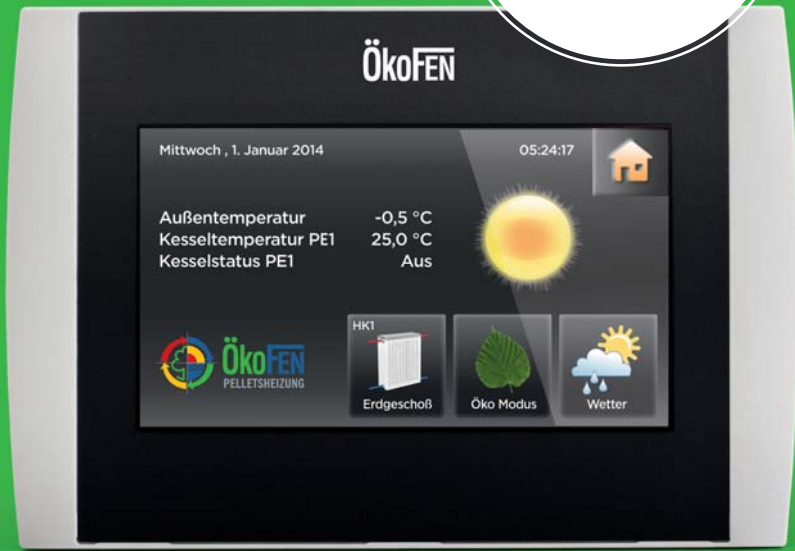 ÖkoFEN
Mittwoch , 1. Januar 2014 05:24:17
Außentemperatur -0,5 °C
Kesseltemperatur PE1 25,0 °C
Kesselstatus PE1 Aus
ÖkoFEN
PELLETSHEIZUNG
HK1
Erdgeschoß Öko Modus Wetter